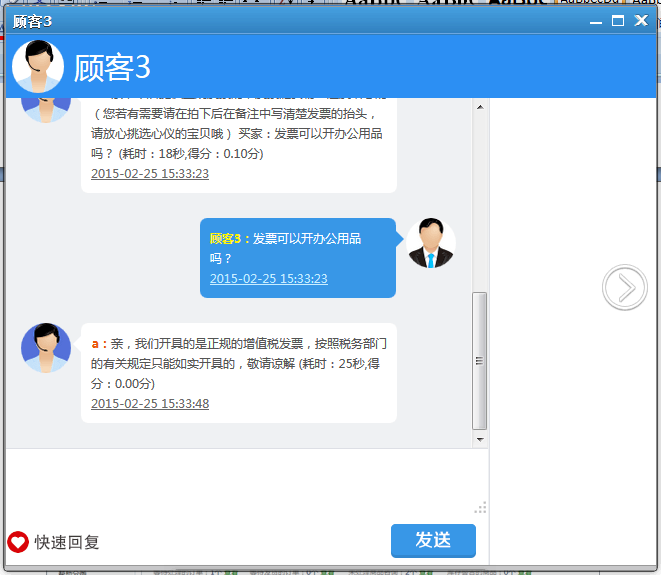 顾客3
顾客3
（您若有需要请在拍下后在备注中写清楚发票的抬头，
请放心挑选心仪的宝贝哦） 买家：发票可以开办公用品
吗？ (耗时：18秒,得分：0.10分)
2015-02-25 15:33:23
顾客3：发票可以开办公用品
吗？
2015-02-25 15:33:23
a：亲，我们开具的是正规的增值税发票，按照税务部门
的有关规定只能如实开具的，敬请谅解 (耗时：25秒,得
分：0.00分)
2015-02-25 15:33:48
快速回复
发送